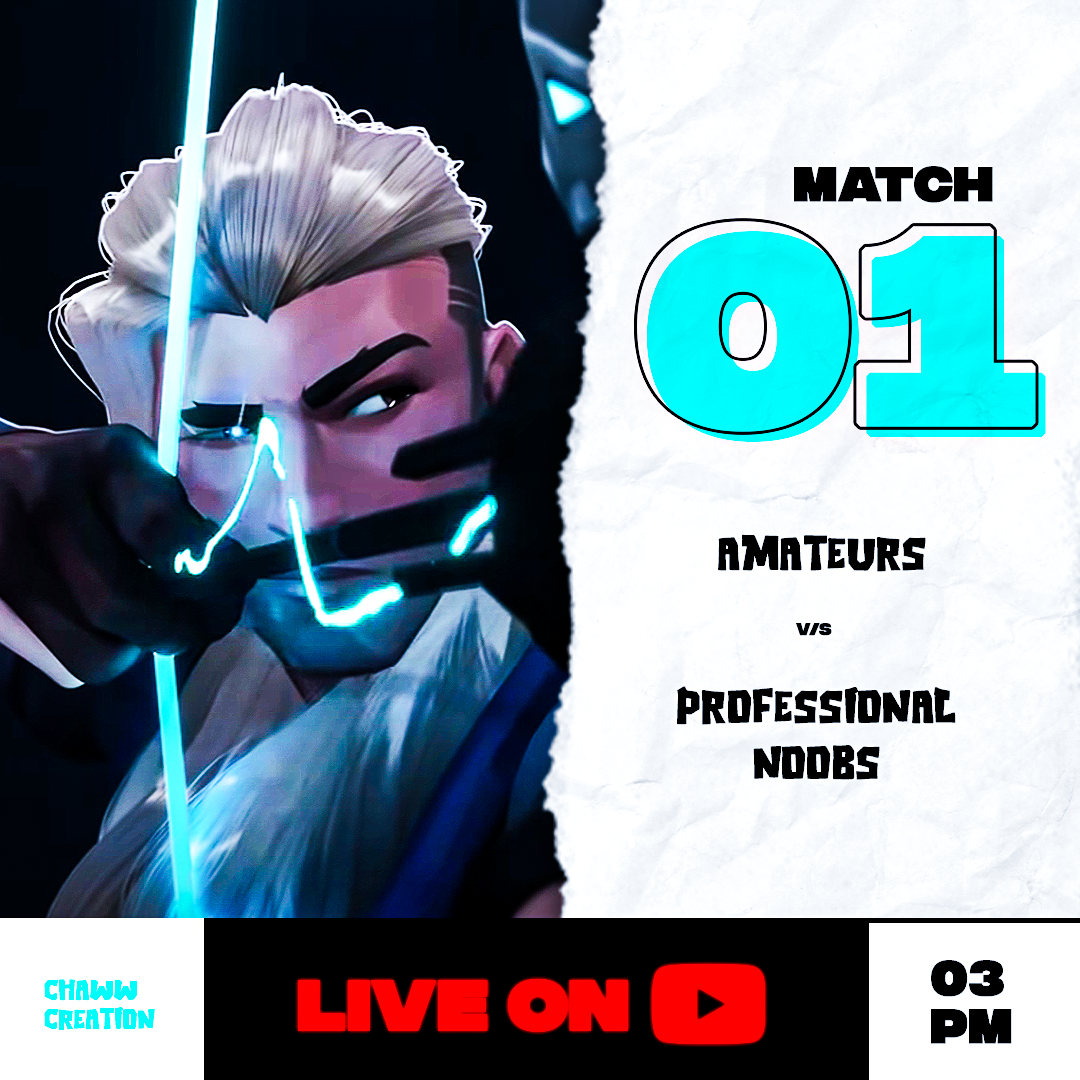 MATCH
01
AMATEURS
V/S
PROFESSIONAL
NOOBS
CHAWW
CREATION
LIVE ON
03
PM